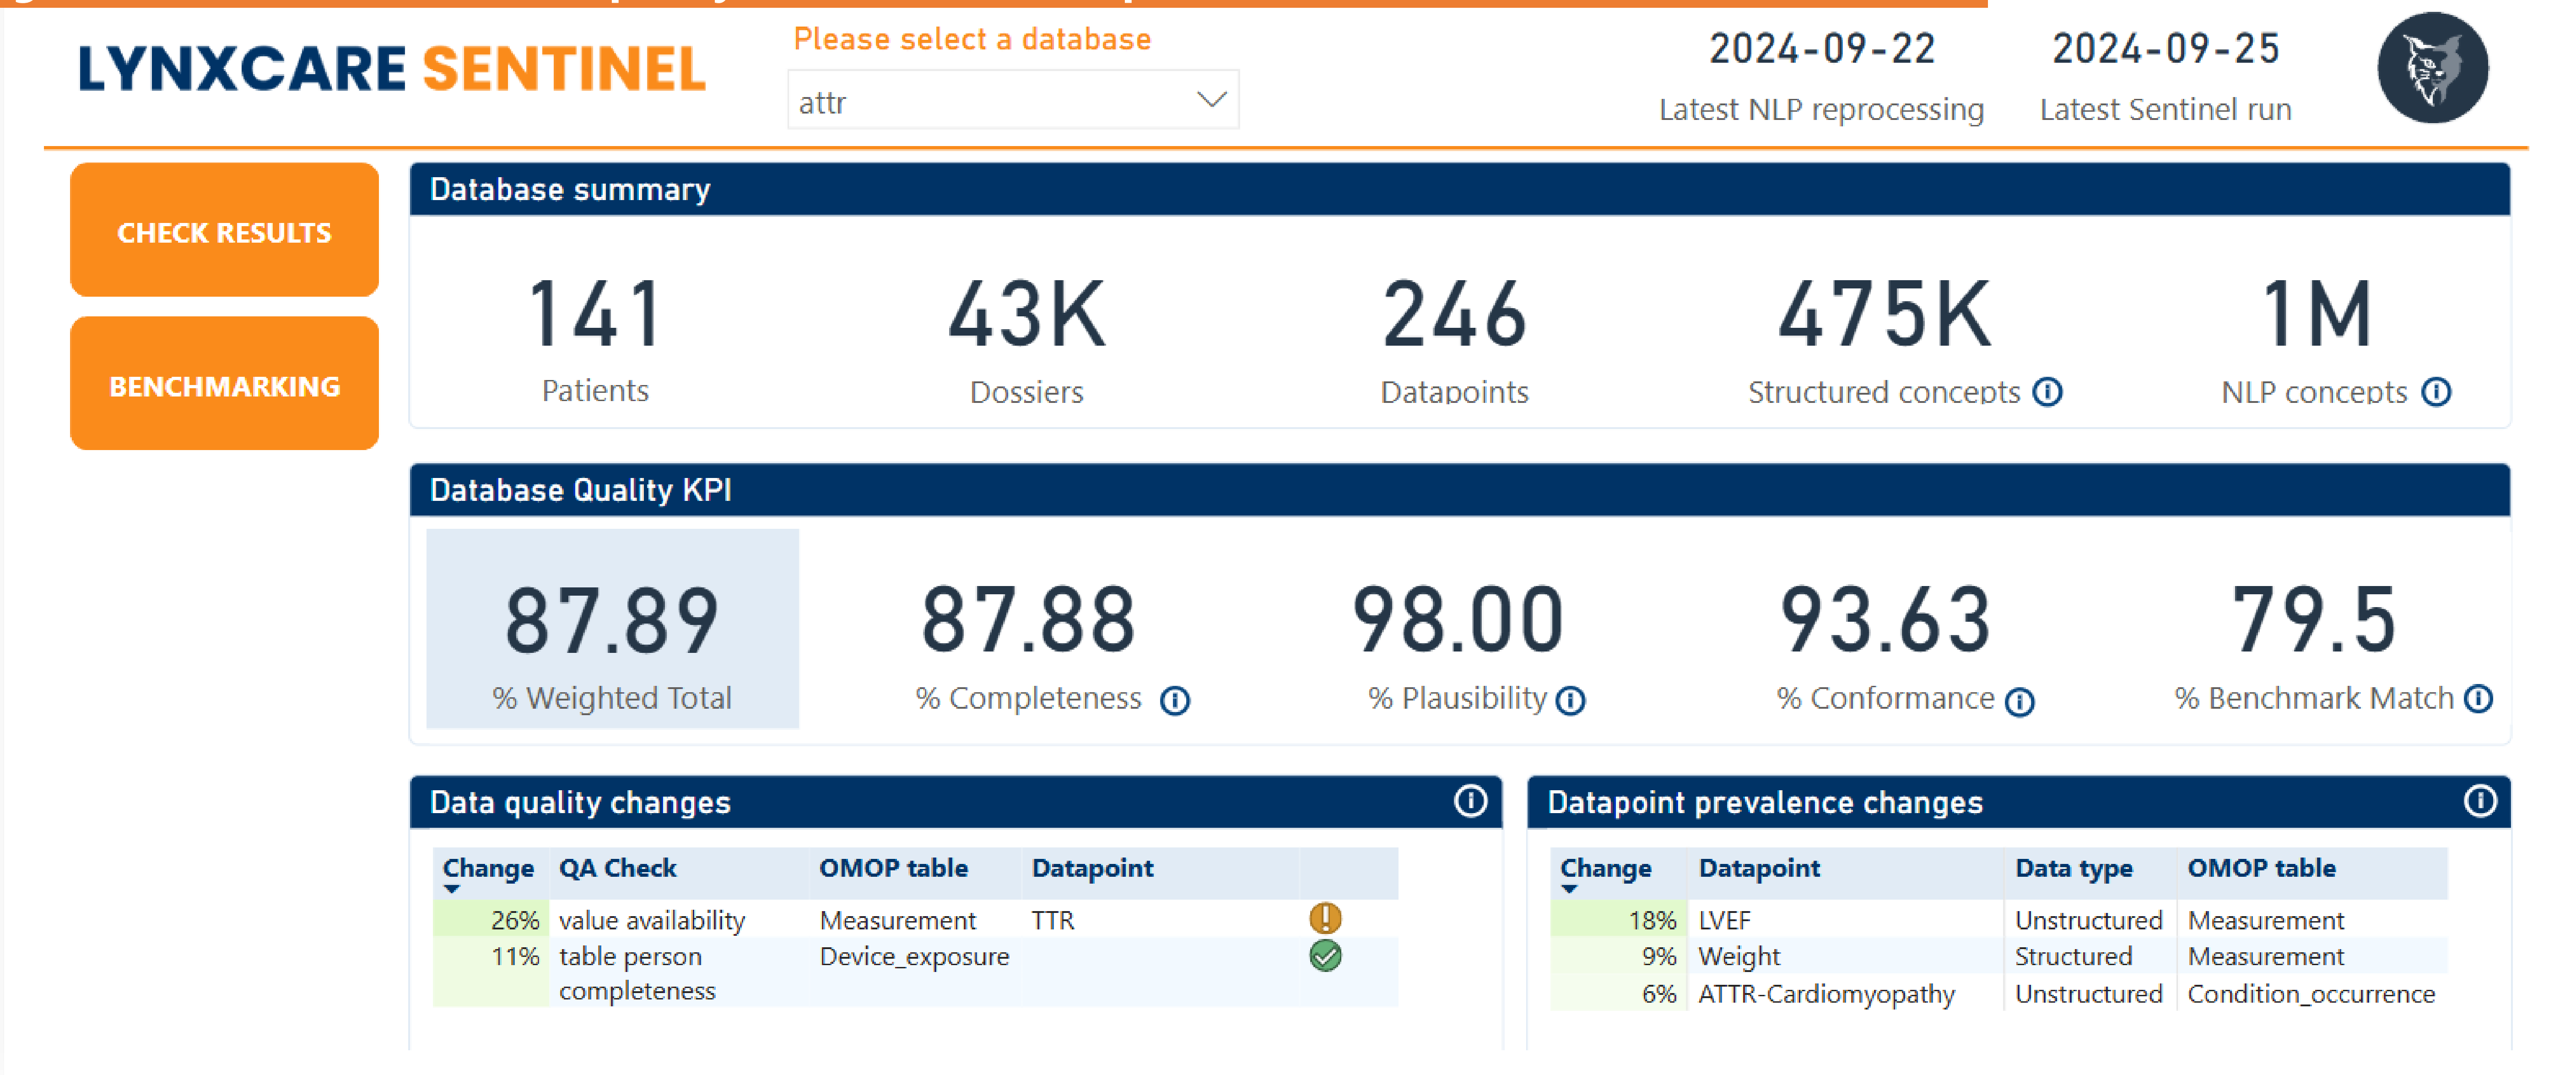 LYNXCARE SENTINEL
Please select a database
attr
2024-09-22
Latest NLP reprocessing
2024-09-25
Latest Sentinel run
CHECK RESULTS
BENCHMARKING
Database summary
141
Patients
43K
Dossiers
246
Datapoints
475K
Structured concepts
1M
NLP concepts
Database Quality KPI
87.89
% Weighted Total
87.88
% Completeness
98.00
% Plausibility
93.63
% Conformance
79.5
% Benchmark Match
Data quality changes
Change QA Check OMOP table Datapoint
26% value availability Measurement TTR
11% table person Device_exposure
completeness
Datapoint prevalence changes
Change Datapoint Data type OMOP table
18% LVEF Unstructured Measurement
9% Weight Structured Measurement
6% ATTR-Cardiomyopathy Unstructured Condition_occurrence